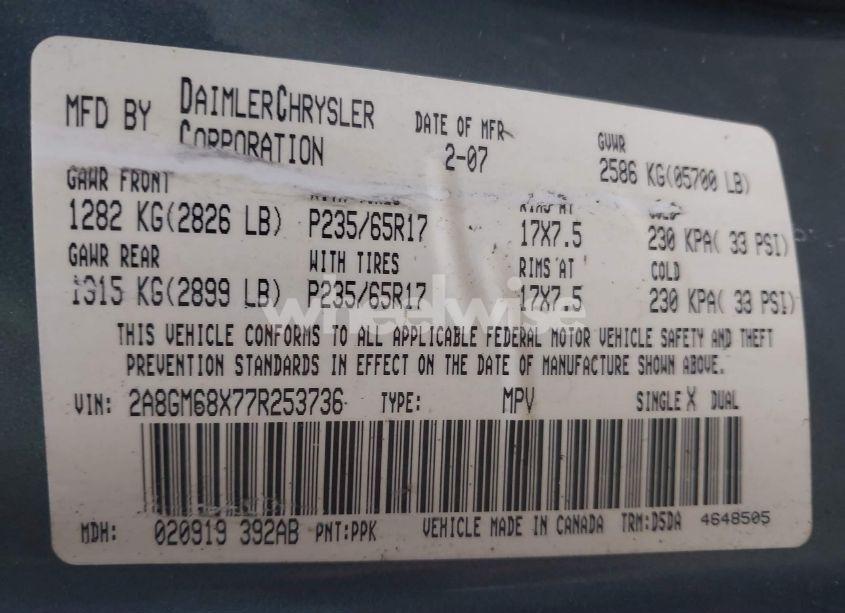 MFD BY DAIMLERCHRYSLER CORPORATION DATE OF MFR 2-07 GVWR 2586 KG(05700 LB)
GAWR FRONT RIMS AT COLD
1282 KG(2826 LB) P235/65R17 17X7.5 230 KPA( 33 PSI)
GAWR REAR WITH TIRES RIMS AT COLD
1315 KG(2899 LB) P235/65R17 17X7.5 230 KPA( 33 PSI)
wheelwise
THIS VEHICLE CONFORMS TO ALL APPLICABLE FEDERAL MOTOR VEHICLE SAFETY AND THEFT
PREVENTION STANDARDS IN EFFECT ON THE DATE OF MANUFACTURE SHOWN ABOVE.
VIN: 2A8GM68X77R253736 TYPE: MPV SINGLE X DUAL
MDH: 020919 392AB PNT:PPK VEHICLE MADE IN CANADA TRM:D5DA 4648505